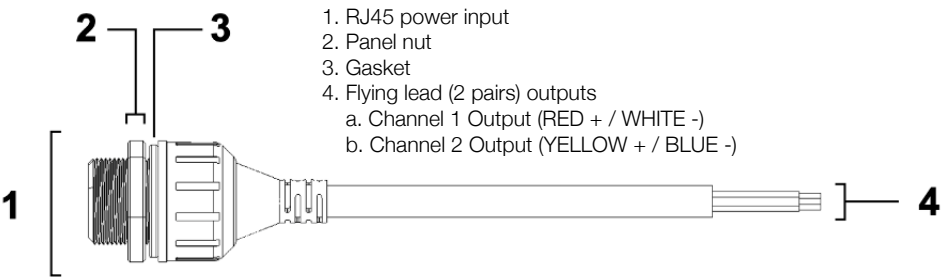 2
3
1. RJ45 power input
2. Panel nut
3. Gasket
4. Flying lead (2 pairs) outputs
a. Channel 1 Output (RED + / WHITE -)
b. Channel 2 Output (YELLOW + / BLUE -)
1
4